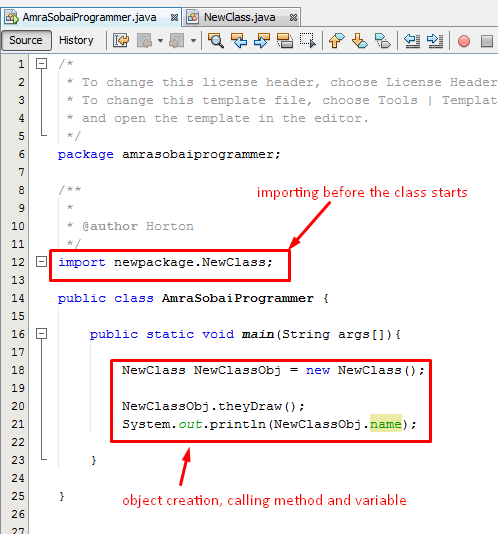 AmraSobaiProgrammer.java
NewClass.java
Source History
1 /*
2 * To change this license header, choose License Header
3 * To change this template file, choose Tools | Templat
4 * and open the template in the editor.
5 */
6 package amrasobaiprogrammer;
7
8 /**
9 *
10 * @author Horton
11 */
importing before the class starts
12 import newpackage.NewClass;
13
14 public class AmraSobaiProgrammer {
15
16 public static void main(String args[]){
17
18 NewClass NewClassObj = new NewClass();
19
20 NewClassObj.theyDraw();
21 System.out.println(NewClassObj.name);
22
23 }
24
object creation, calling method and variable
25 }
26
27